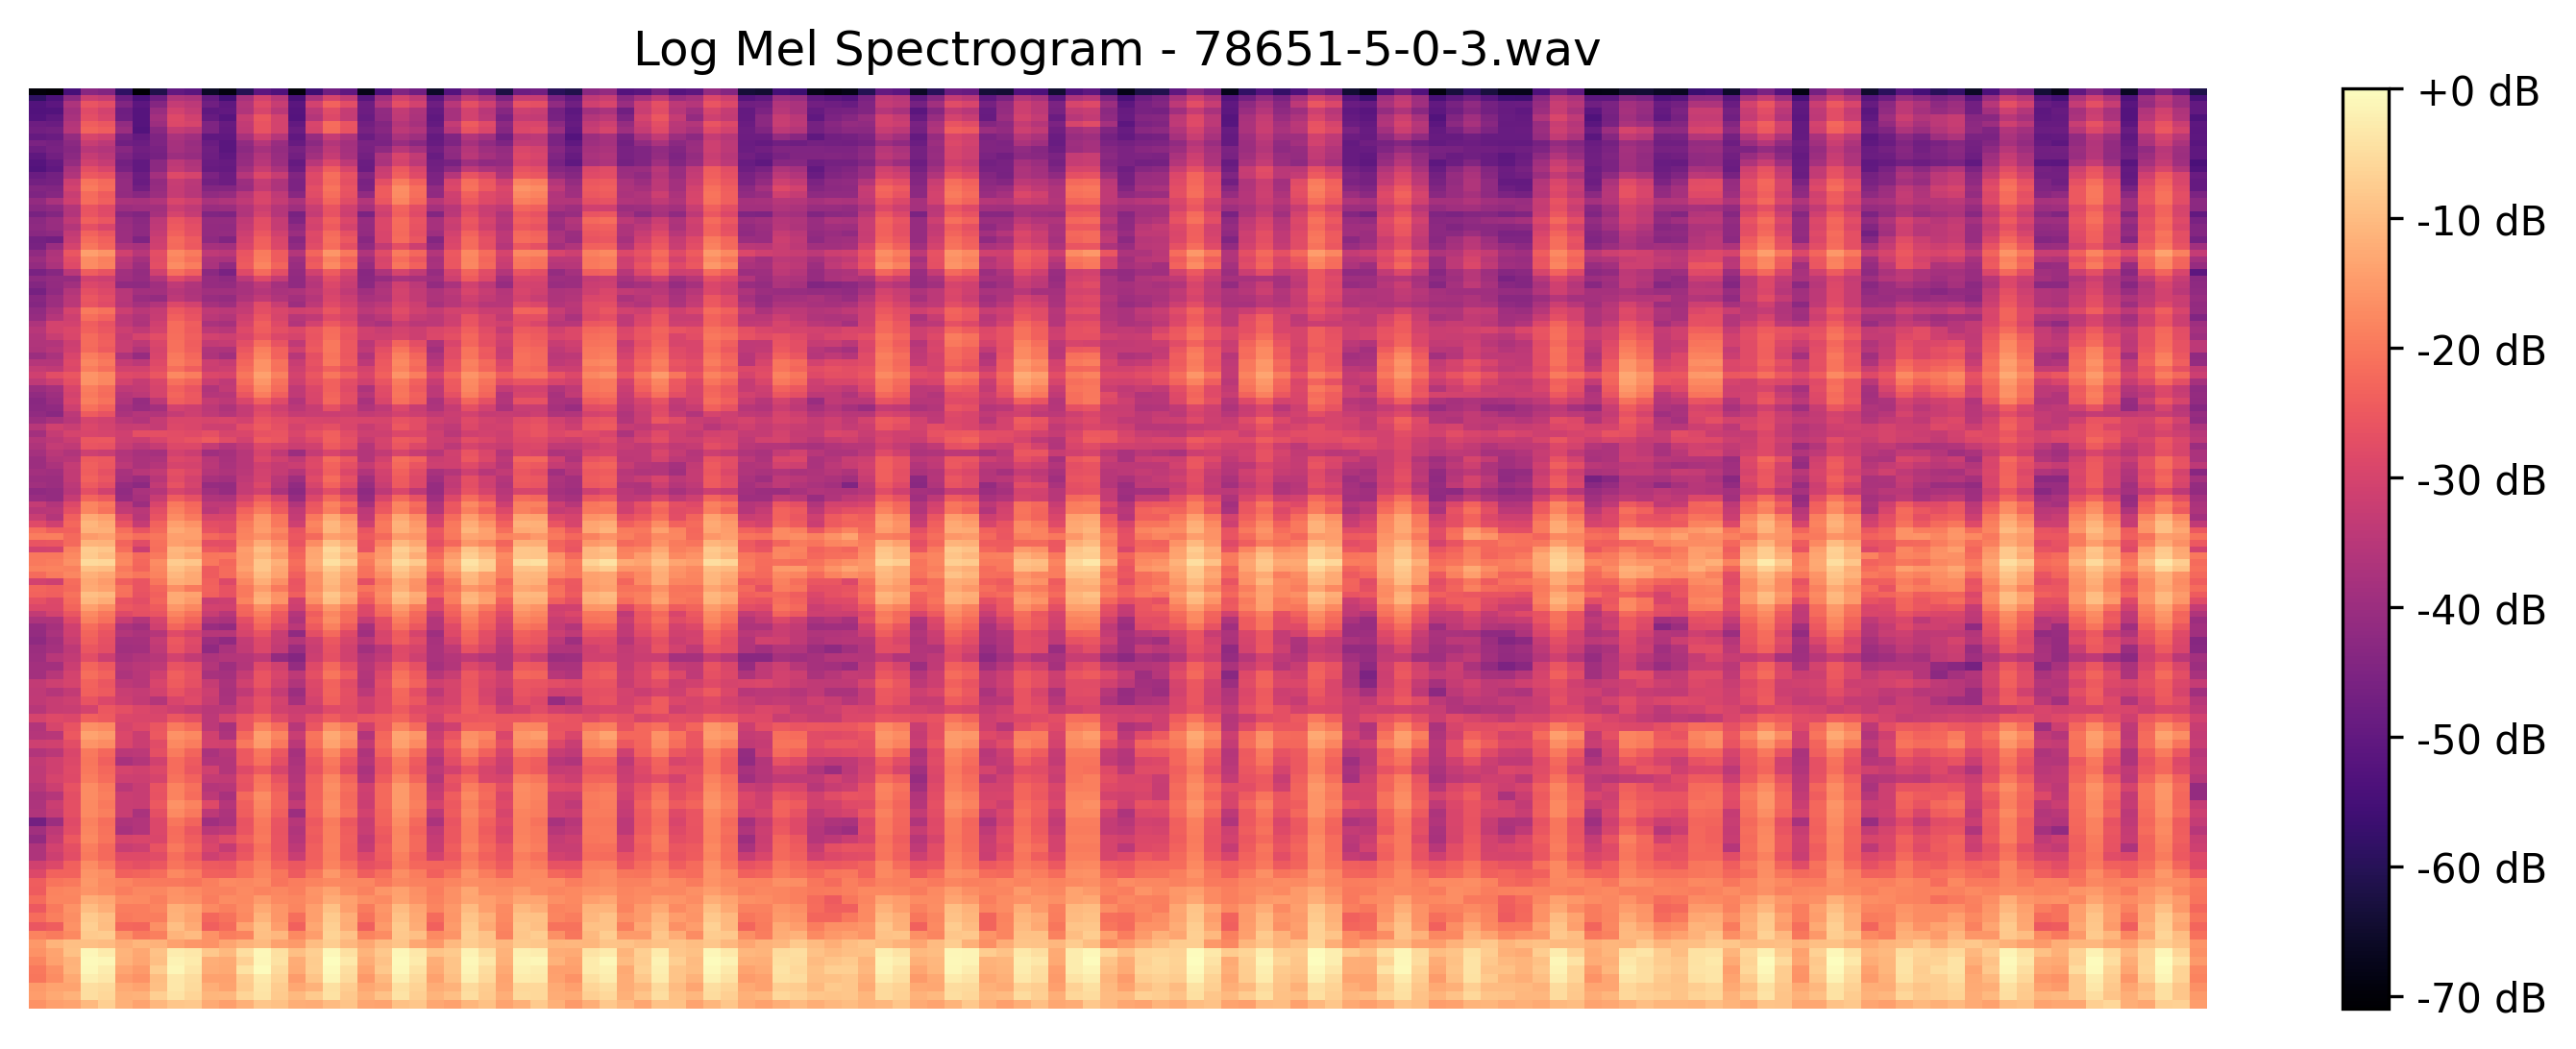 Log Mel Spectrogram - 78651-5-0-3.wav
+0 dB
-10 dB
-20 dB
-30 dB
-40 dB
-50 dB
-60 dB
-70 dB